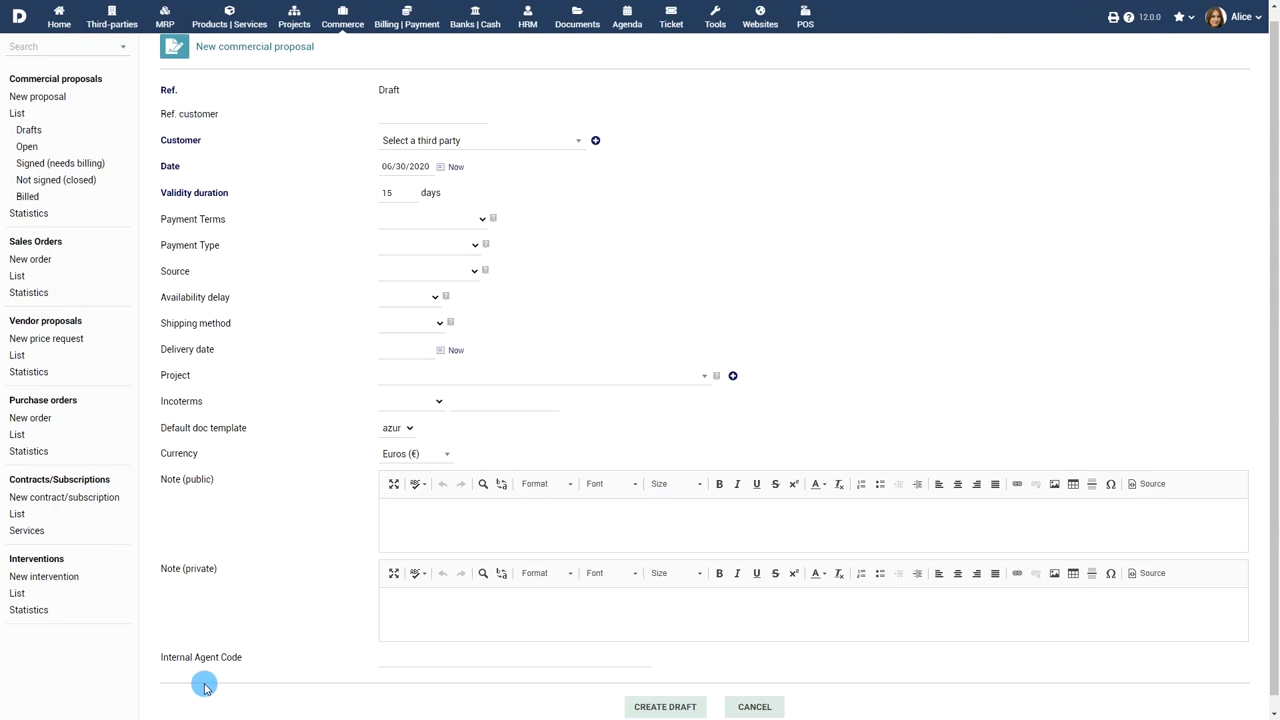 Home Third-parties MRP Products | Services Projects Commerce Billing | Payment Banks | Cash HRM Documents Agenda Ticket Tools Websites POS 12.0.0 Alice
Search
Commercial proposals
New proposal
List
Drafts
Open
Signed (needs billing)
Not signed (closed)
Billed
Statistics
Sales Orders
New order
List
Statistics
Vendor proposals
New price request
List
Statistics
Purchase orders
New order
List
Statistics
Contracts/Subscriptions
New contract/subscription
List
Services
Interventions
New intervention
List
Statistics
New commercial proposal
Ref. Draft
Ref. customer
Customer Select a third party
Date 06/30/2020 Now
Validity duration 15 days
Payment Terms
Payment Type
Source
Availability delay
Shipping method
Delivery date Now
Project
Incoterms
Default doc template azur
Currency Euros (€)
Note (public) Format Font Size Source
Note (private) Format Font Size Source
Internal Agent Code
CREATE DRAFT CANCEL